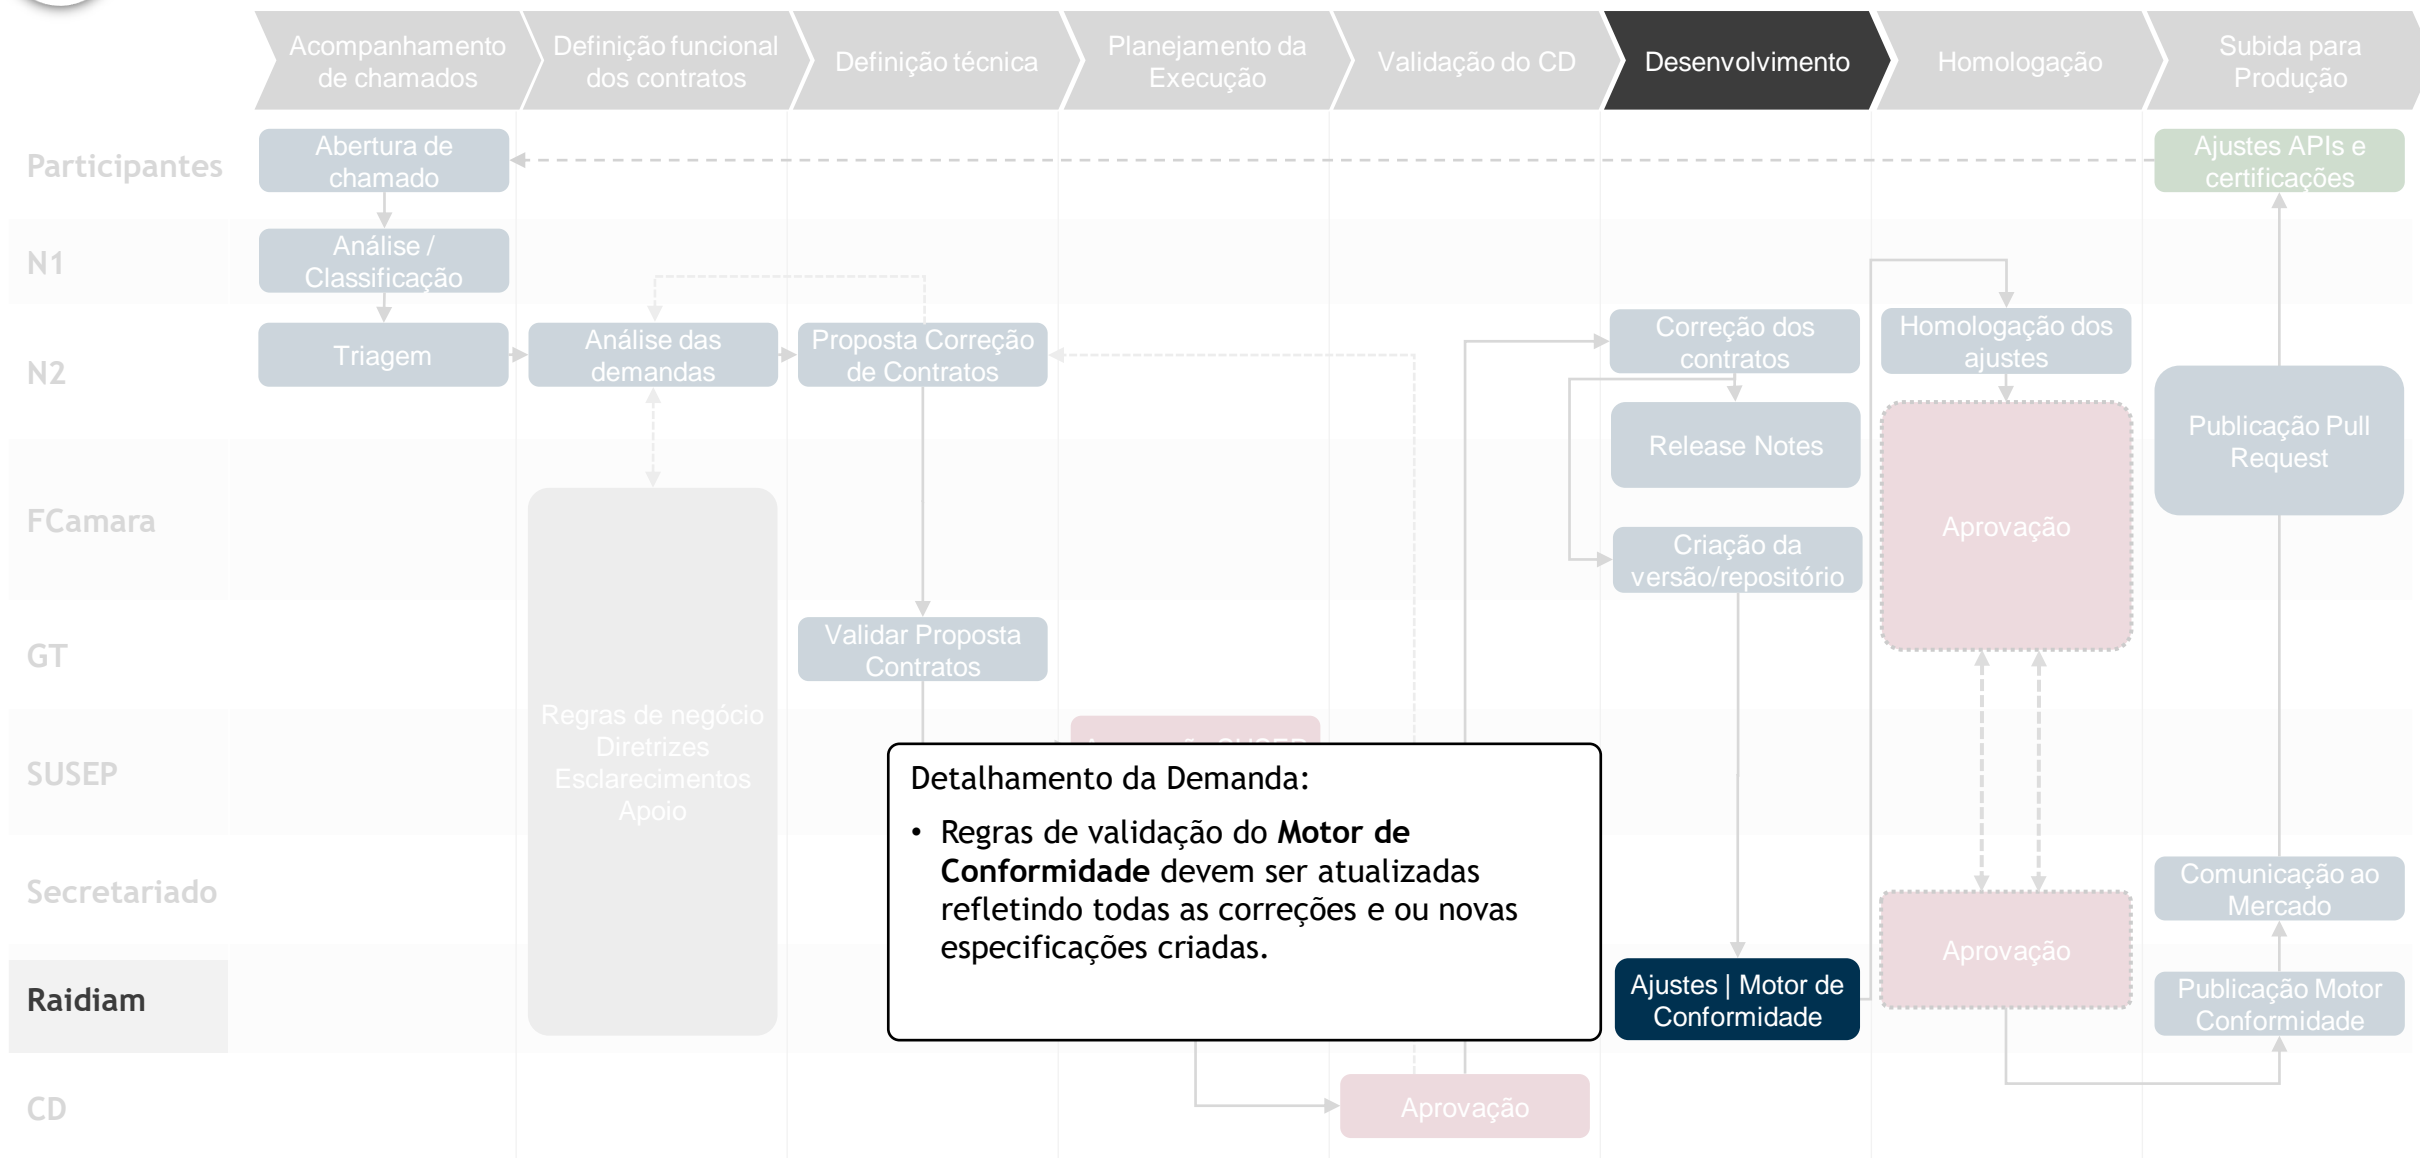 Acompanhamento
de chamados
Definição funcional
dos contratos
Definição técnica
Planejamento da
Execução
Validação do CD
Desenvolvimento
Homologação
Subida para
Produção
Participantes
Abertura de
chamado
Ajustes APIs e
certificações
N1
Análise /
Classificação
N2
Triagem
Análise das
demandas
Proposta Correção
de Contratos
Correção dos
contratos
Homologação dos
ajustes
Release Notes
Publicação Pull
Request
FCamara
Criação da
versão/repositório
Aprovação
GT
Validar Proposta
Contratos
Regras de negócio
Diretrizes
Esclarecimentos
Apoio
SUSEP
Detalhamento da Demanda:
• Regras de validação do Motor de
Conformidade devem ser atualizadas
refletindo todas as correções e ou novas
especificações criadas.
Secretariado
Comunicação ao
Mercado
Aprovação
Raidiam
Ajustes | Motor de
Conformidade
Publicação Motor
Conformidade
CD
Aprovação